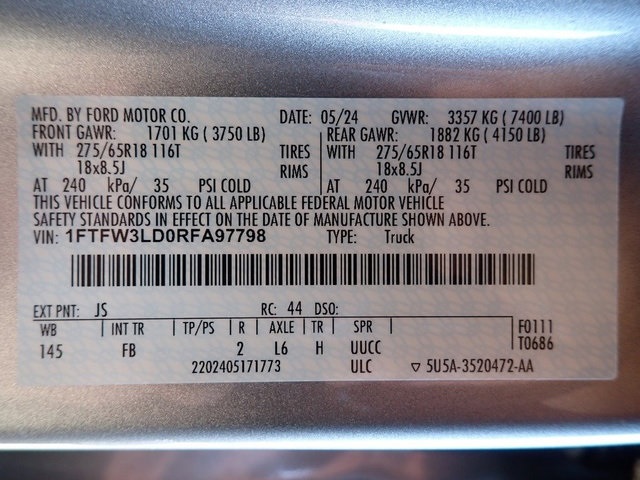 MFD. BY FORD MOTOR CO. DATE: 05/24 GVWR: 3357 KG ( 7400 LB)
FRONT GAWR: 1701 KG ( 3750 LB) REAR GAWR: 1882 KG ( 4150 LB)
WITH 275/65R18 116T TIRES WITH 275/65R18 116T TIRES
18x8.5J RIMS 18x8.5J RIMS
AT 240 kPa/ 35 PSI COLD AT 240 kPa/ 35 PSI COLD
THIS VEHICLE CONFORMS TO ALL APPLICABLE FEDERAL MOTOR VEHICLE
SAFETY STANDARDS IN EFFECT ON THE DATE OF MANUFACTURE SHOWN ABOVE.
VIN: 1FTFW3LD0RFA97798 TYPE: Truck
EXT PNT: JS RC: 44 DSO:
WB INT TR TP/PS R AXLE TR SPR F0111
145 FB 2 L6 H UUCC T0686
2202405171773 ULC ▽ 5U5A-3520472-AA